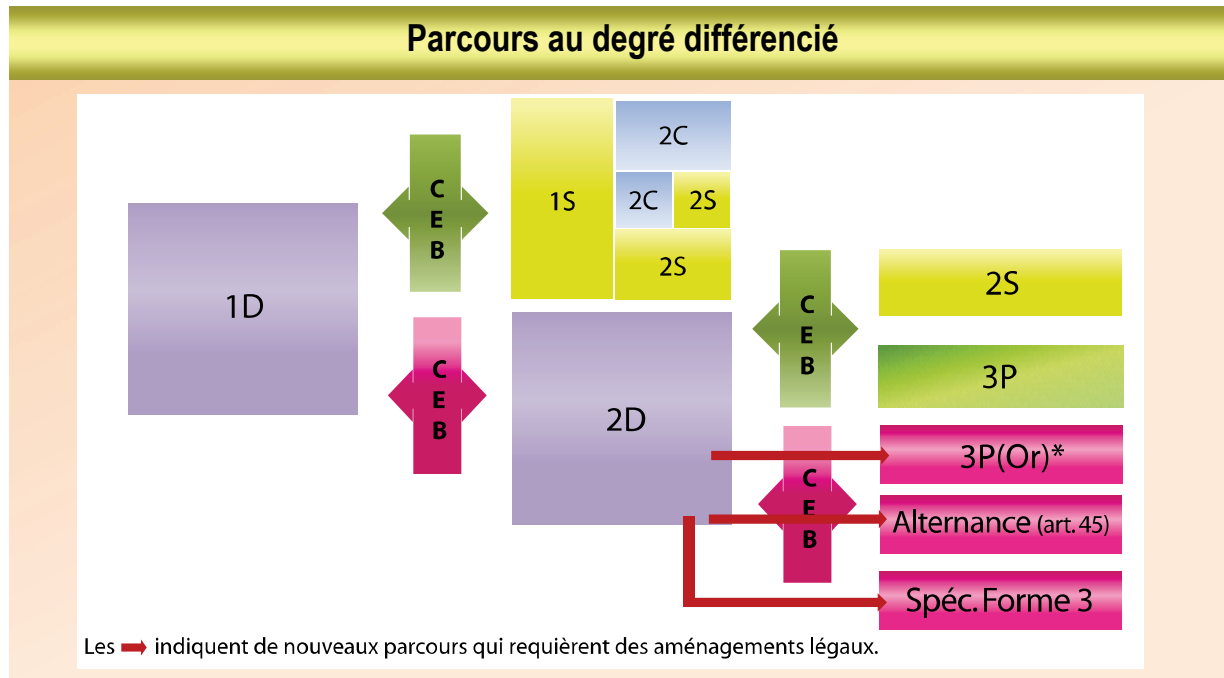 Parcours au degré différencié
1D
C
E
B
C
E
B
1S
2C
2C
2S
2S
2D
C
E
B
C
E
B
2S
3P
3P(Or)*
Alternance (art. 45)
Spéc. Forme 3
Les indiquent de nouveaux parcours qui requièrent des aménagements légaux.